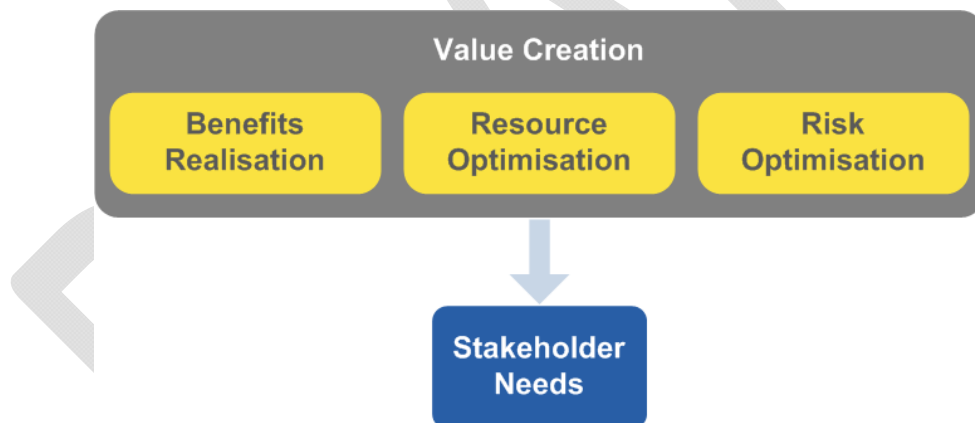 Value Creation
Benefits
Realisation
Resource
Optimisation
Risk
Optimisation
Stakeholder
Needs